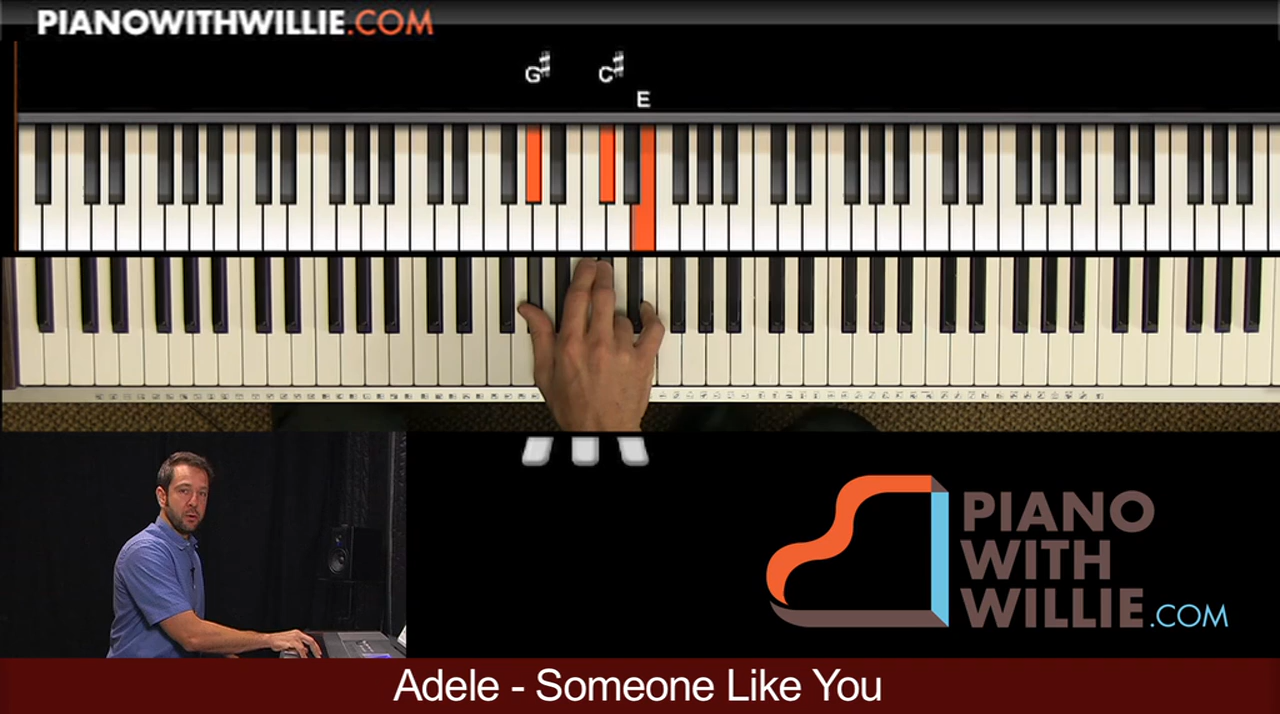 PIANOWITHWILLIE.COM
G# C#
E
PIANO
WITH
WILLIE.COM
Adele - Someone Like You